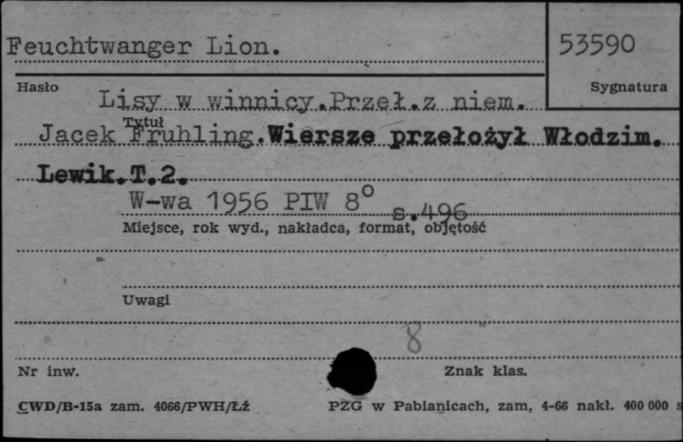 Feuchtwanger Lion.
53590
Hasło
Sygnatura
Lisy w winnicy.Przeł.z niem.
Tytuł
Jacek Fruhling.Wiersze przełożył Włodzim.
Lewik.T.2.
W-wa 1956 PIW 8° s.496
Miejsce, rok wyd., nakładca, format, objętość
Uwagi
8
Nr inw.
Znak klas.
CWD/B-15a zam. 4066/PWH/Łź
PZG w Pabianicach, zam, 4-66 nakł. 400 000 s